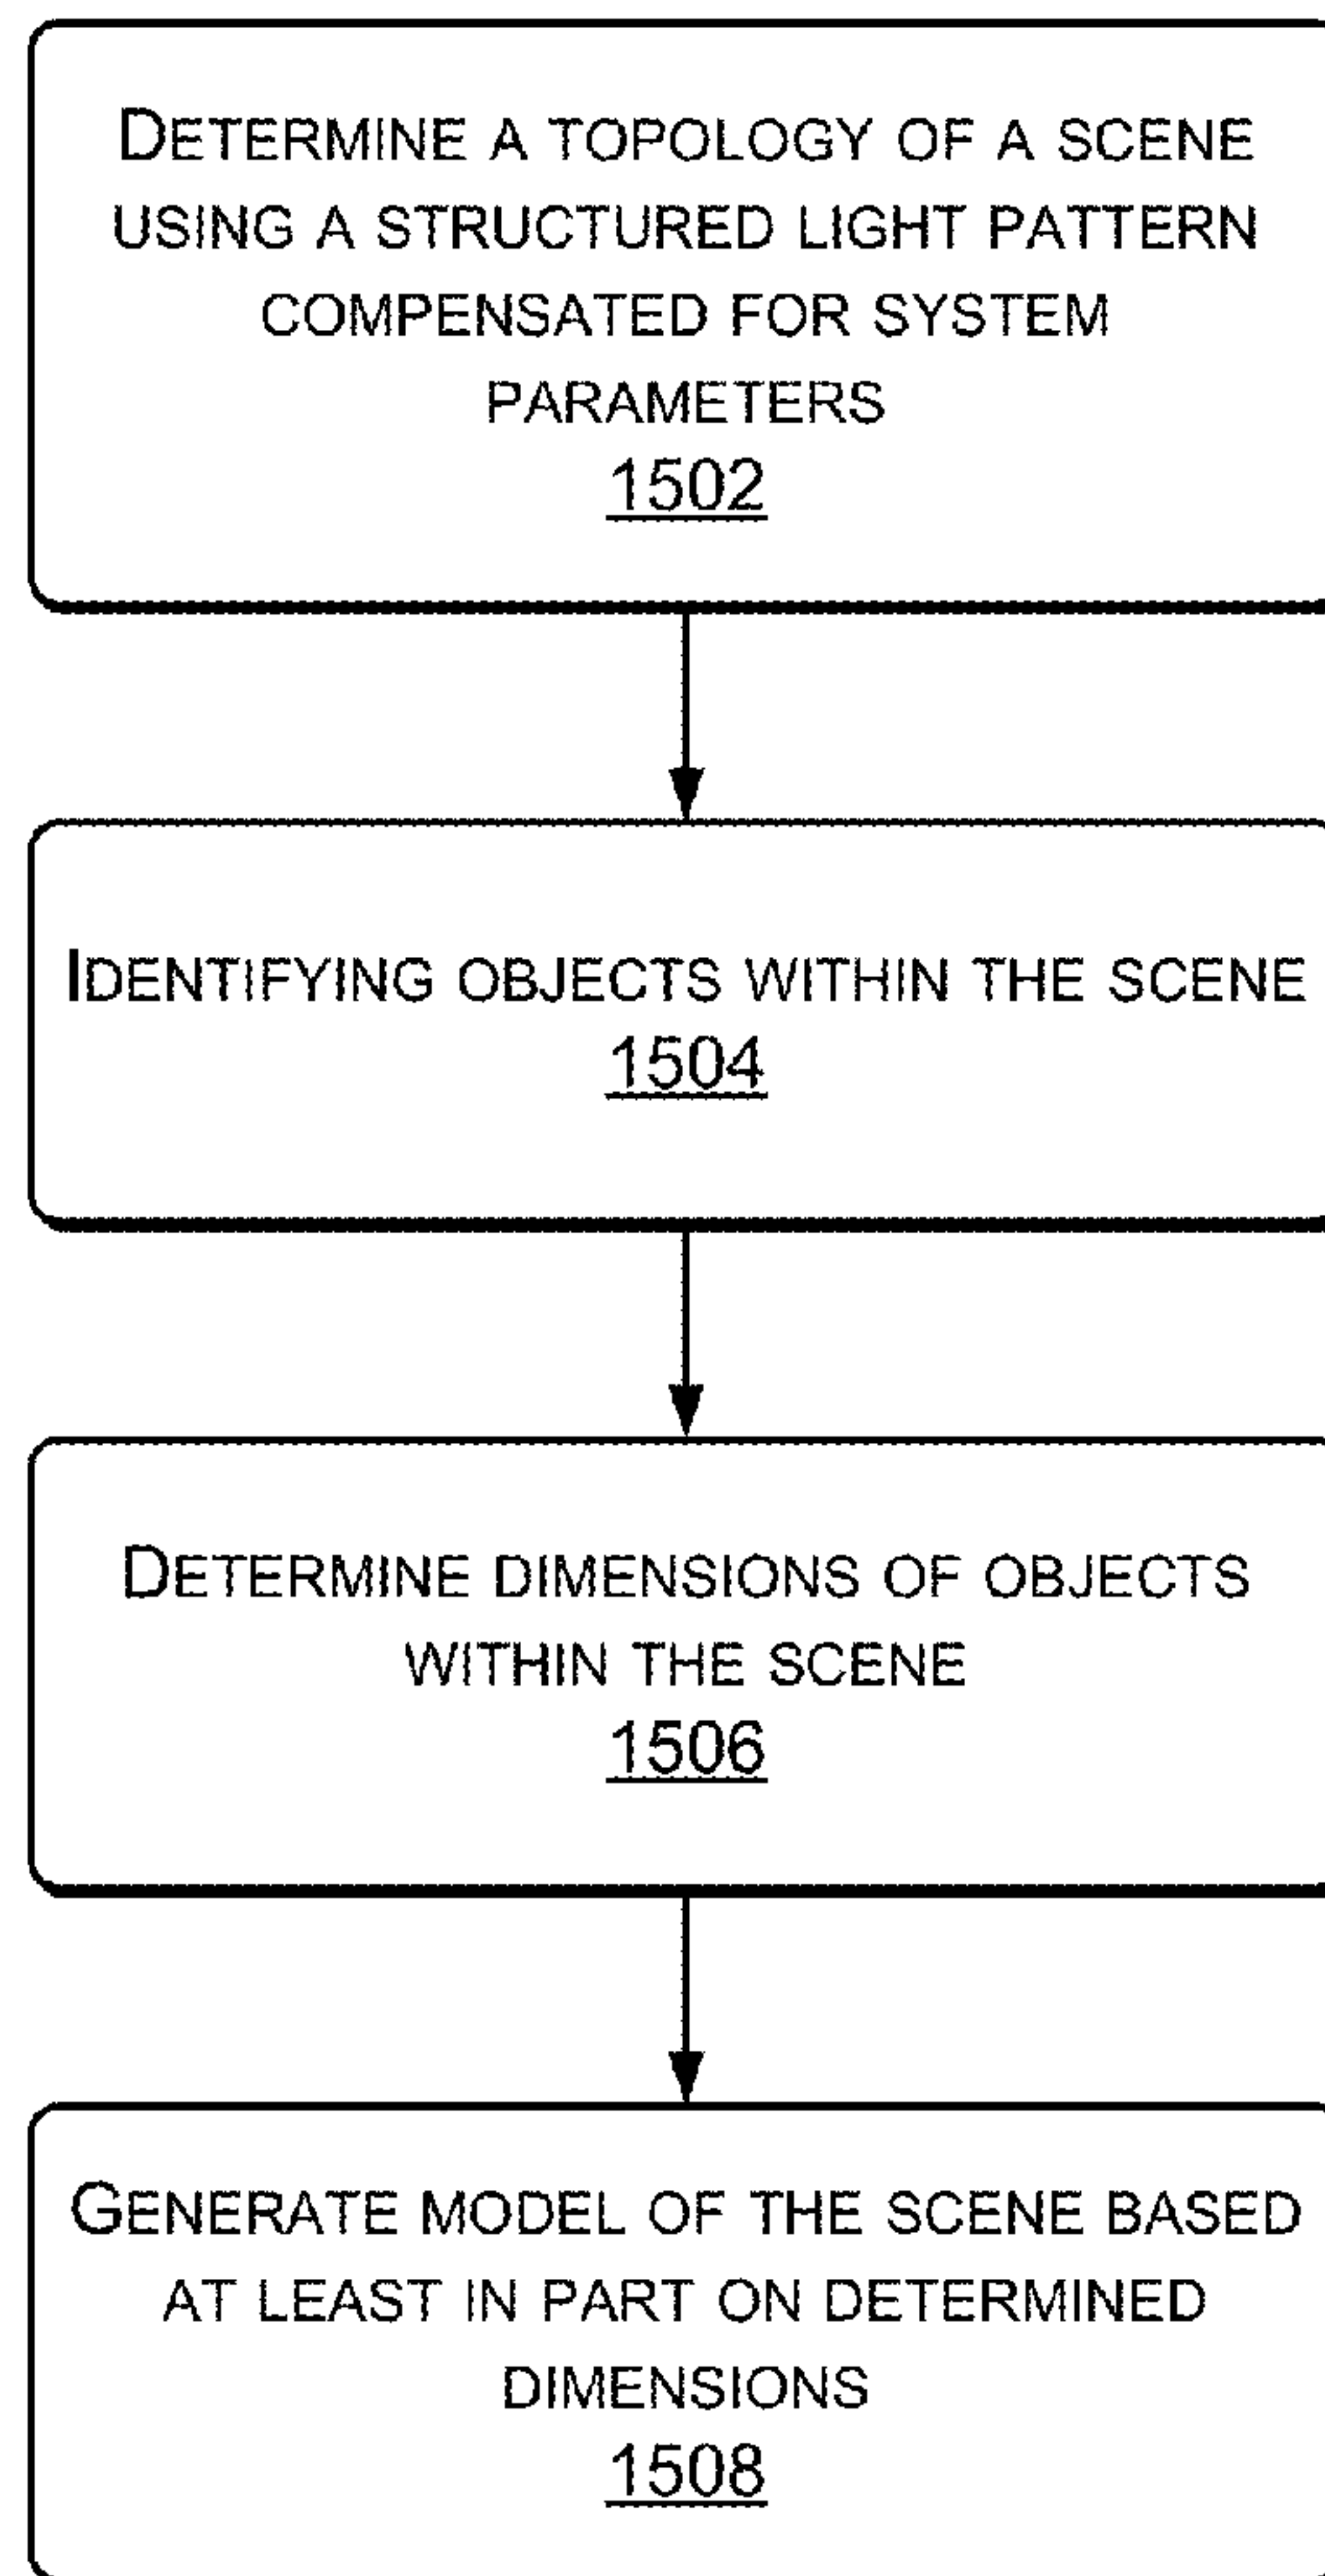 DETERMINE A TOPOLOGY OF A SCENE
USING A STRUCTURED LIGHT PATTERN
COMPENSATED FOR SYSTEM
PARAMETERS
1502
IDENTIFYING OBJECTS WITHIN THE SCENE
1504
DETERMINE DIMENSIONS OF OBJECTS
WITHIN THE SCENE
1506
GENERATE MODEL OF THE SCENE BASED
AT LEAST IN PART ON DETERMINED
DIMENSIONS
1508